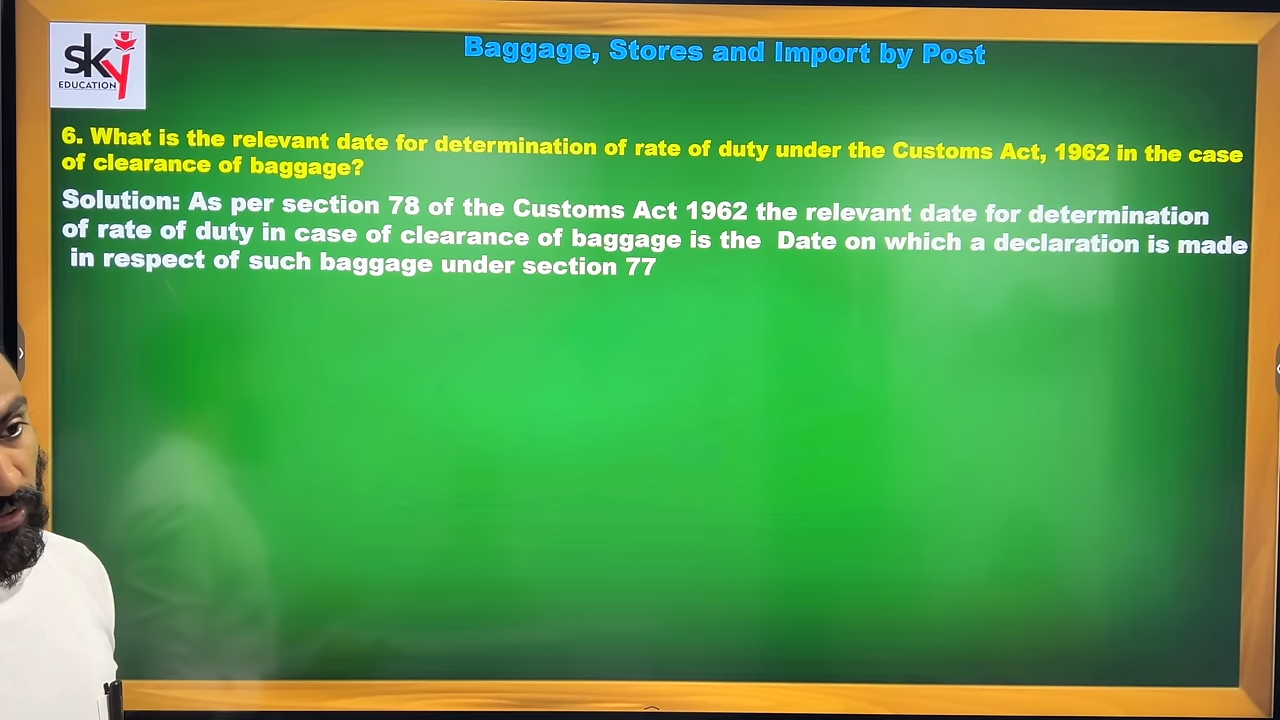 sky
EDUCATION
Baggage, Stores and Import by Post
6. What is the relevant date for determination of rate of duty under the Customs Act, 1962 in the case
of clearance of baggage?
Solution: As per section 78 of the Customs Act 1962 the relevant date for determination
of rate of duty in case of clearance of baggage is the Date on which a declaration is made
in respect of such baggage under section 77